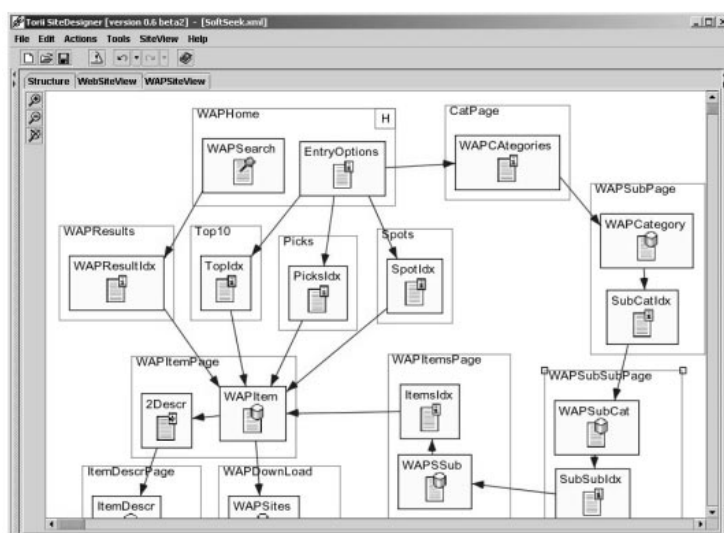 Torii SiteDesigner [version 0.6 beta2] - [SoftSeek.xml]
File Edit Actions Tools SiteView Help
Structure WebSiteView WAPSiteView
WAPHome
H
CatPage
WAPSearch
EntryOptions
WAPCAtegories
WAPSubPage
WAPResults
Top10
Picks
Spots
WAPCategory
WAPResultIdx
TopIdx
PicksIdx
SpotIdx
SubCatIdx
WAPItemPage
WAPItemsPage
WAPSubSubPage
2Descr
WAPItem
ItemsIdx
WAPSubCat
ItemDescrPage
WAPDownLoad
WAPSSub
SubSubIdx
ItemDescr
WAPSites